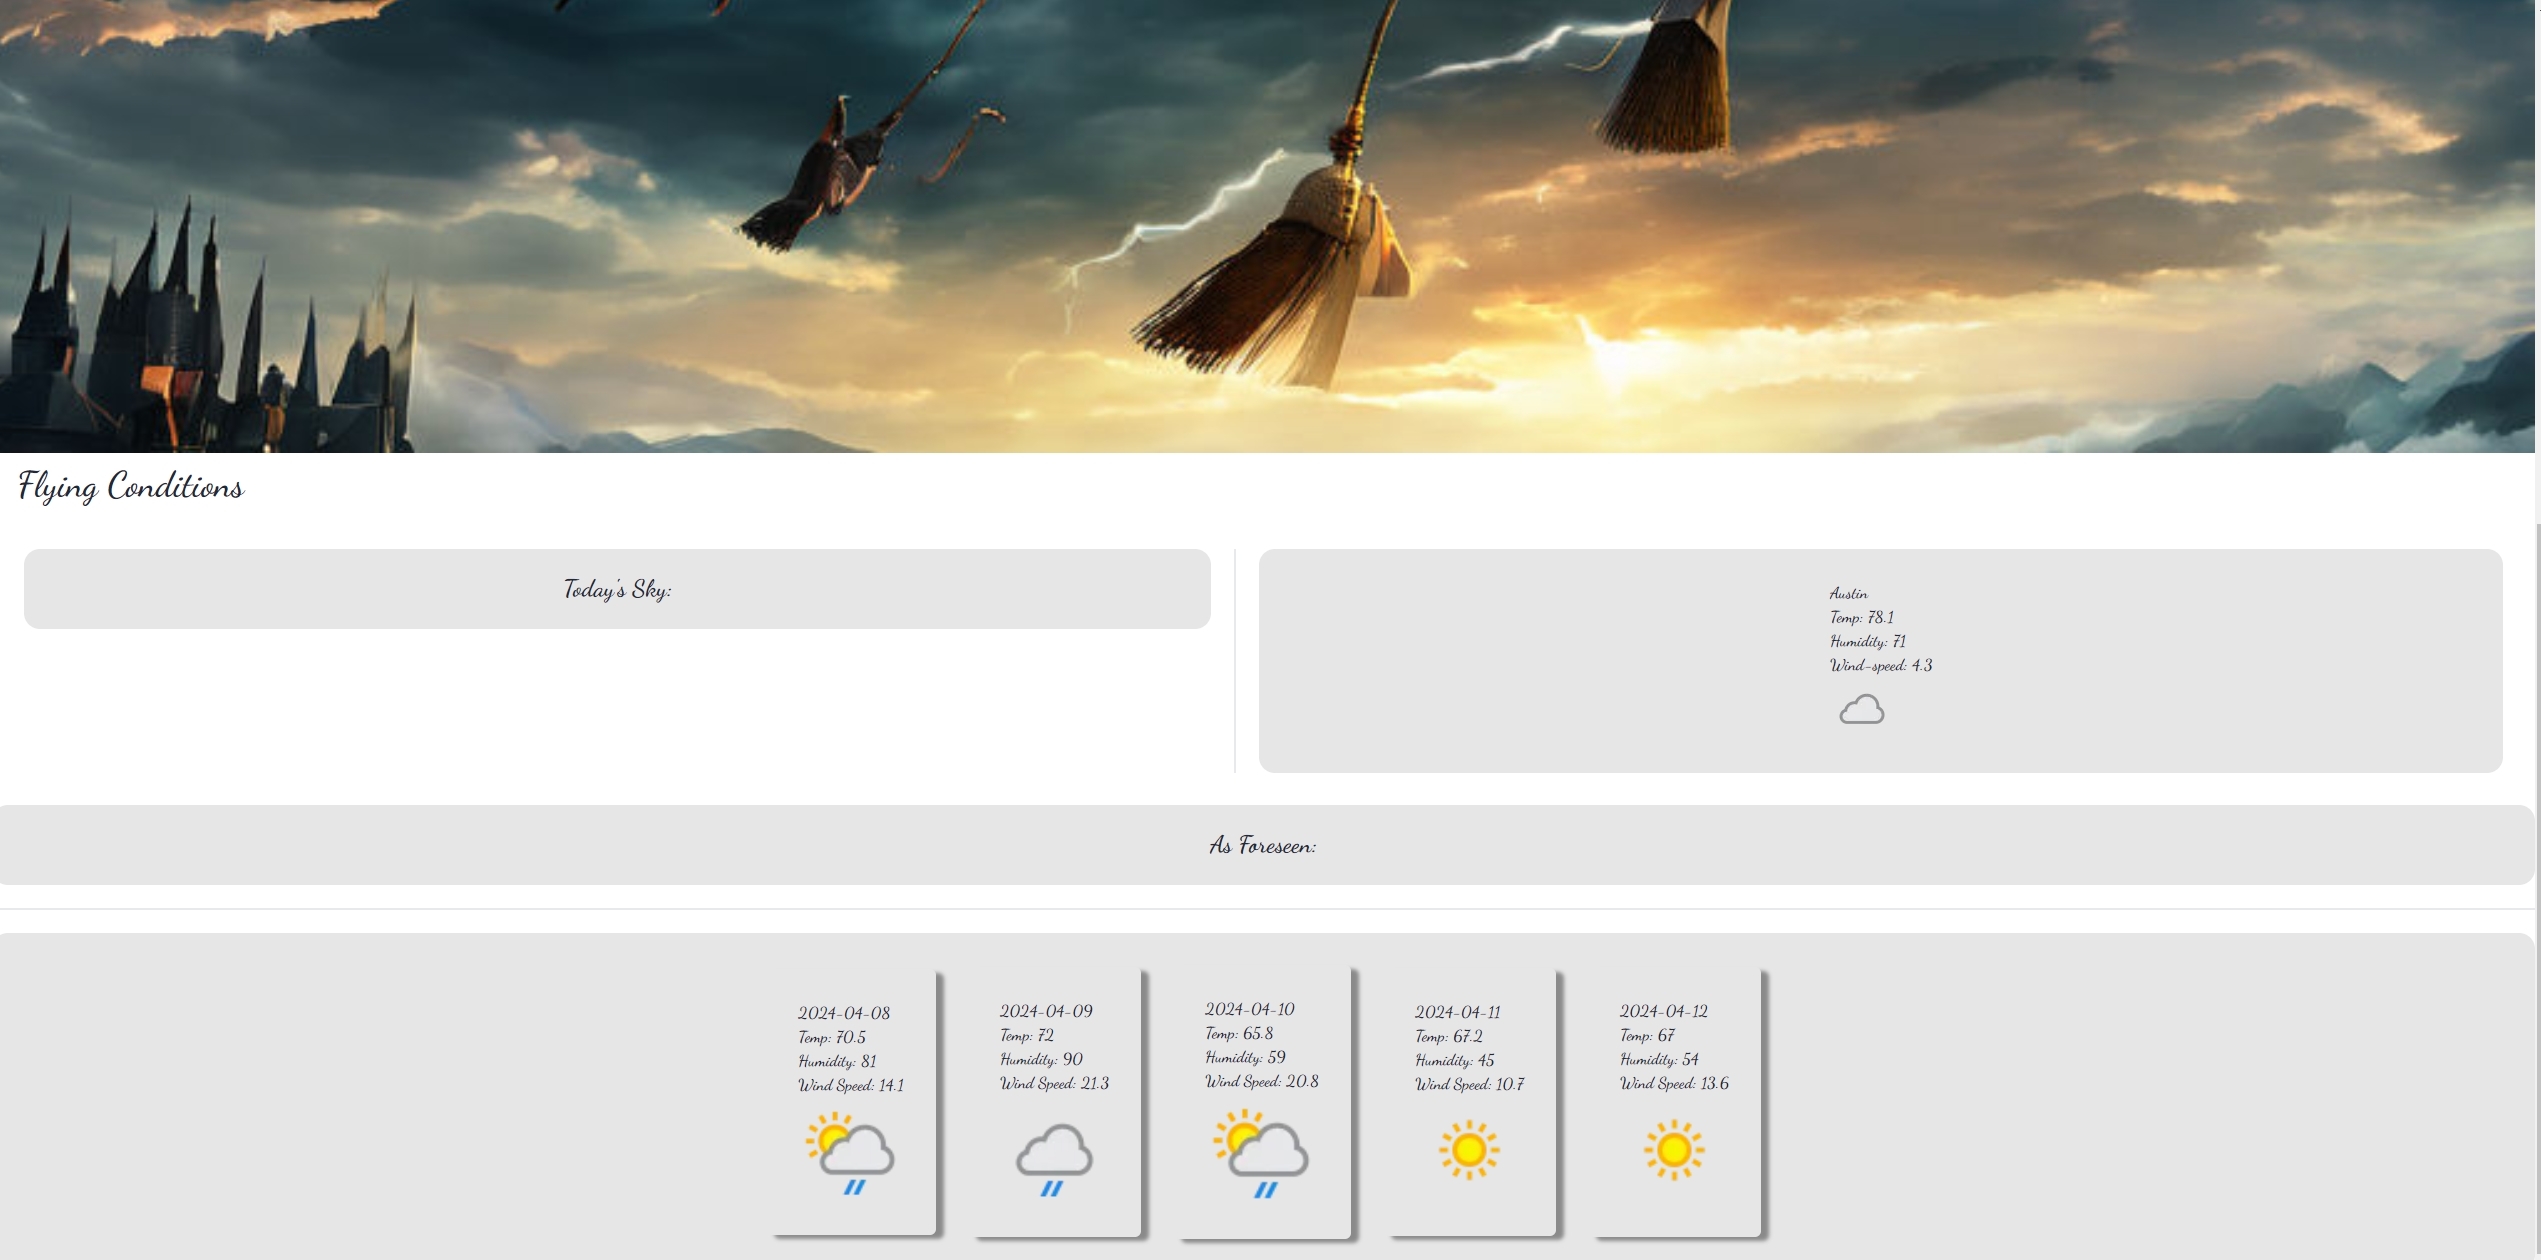 Flying Conditions
Today's Sky:
Austin
Temp: 78.1
Humidity: 71
Wind-speed: 4.3
As Foreseen:
2024-04-08
Temp: 70.5
Humidity: 81
Wind Speed: 14.1
2024-04-09
Temp: 72
Humidity: 90
Wind Speed: 21.3
2024-04-10
Temp: 65.8
Humidity: 59
Wind Speed: 20.8
2024-04-11
Temp: 67.2
Humidity: 45
Wind Speed: 10.7
2024-04-12
Temp: 67
Humidity: 54
Wind Speed: 13.6